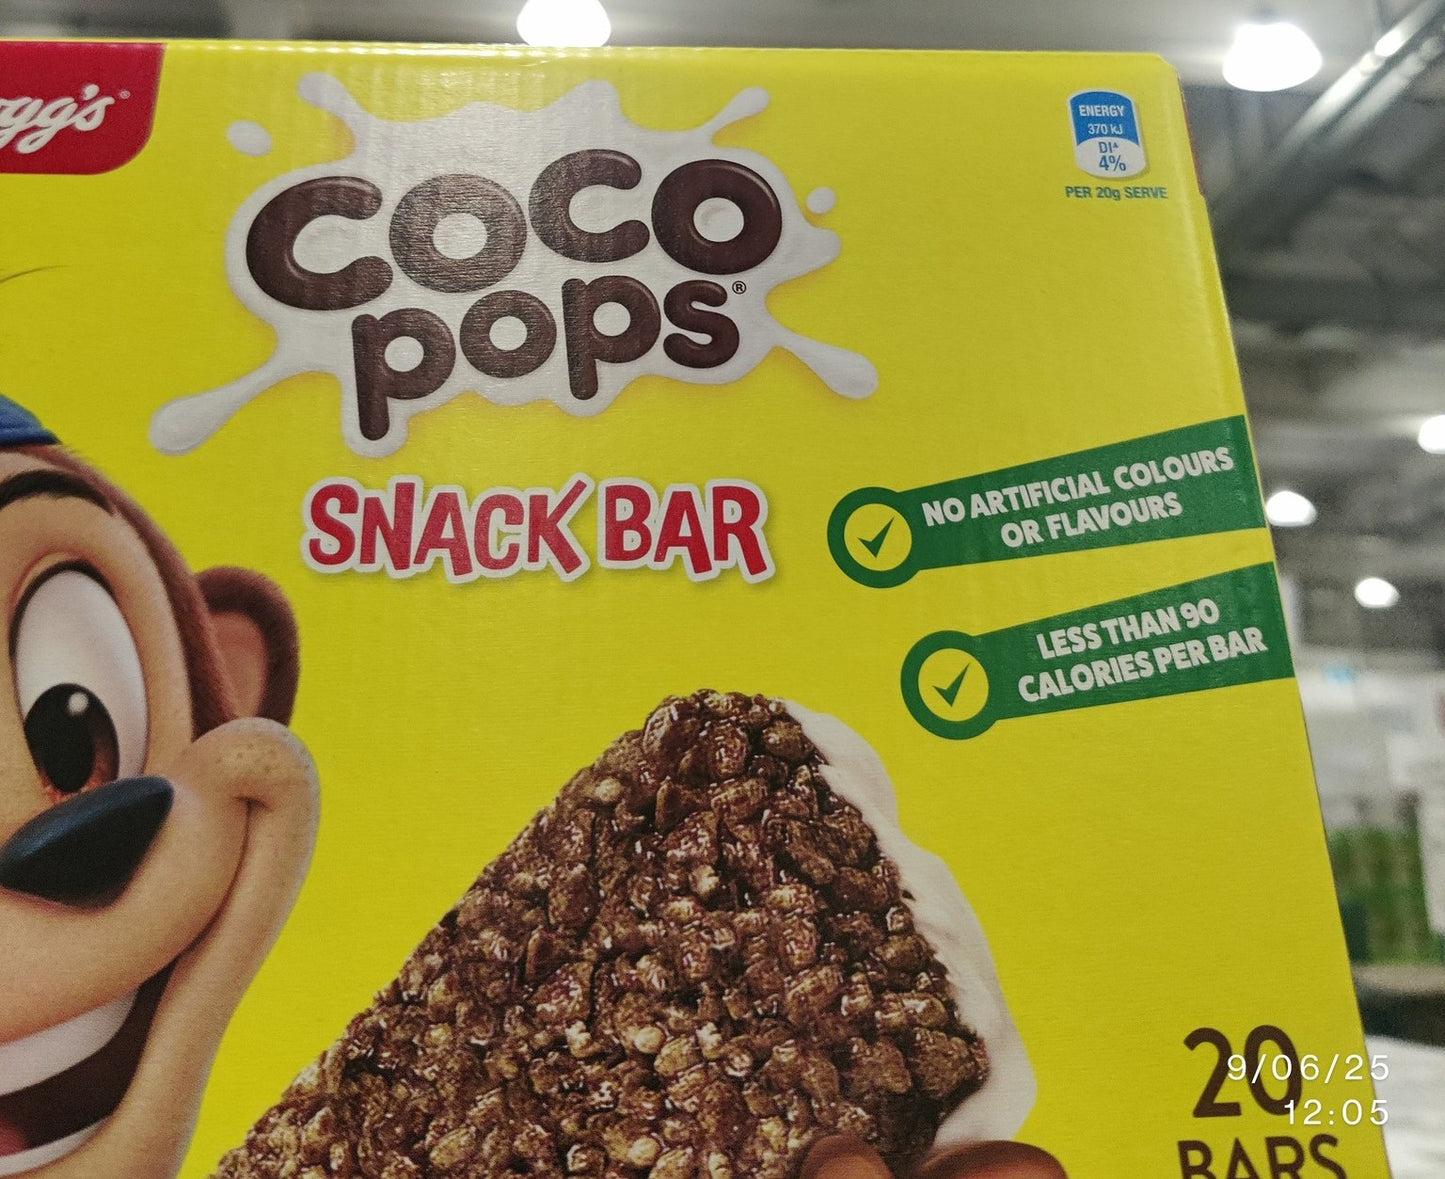 COCO
pops®
SNACK BAR
ENERGY
370 kJ
DI▲
4%
PER 20g SERVE
NO ARTIFICIAL COLOURS
OR FLAVOURS
LESS THAN 90
CALORIES PER BAR
20
BARS
9/06/25
12:05